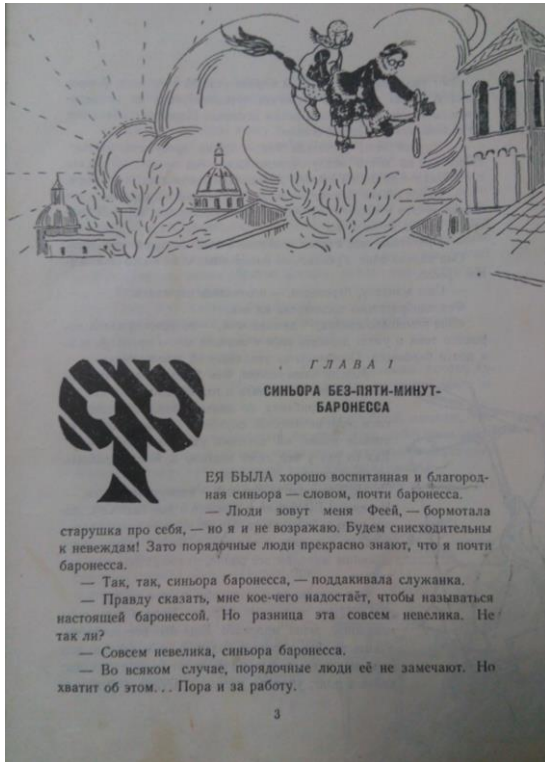 ГЛАВА I
СИНЬОРА БЕЗ-ПЯТИ-МИНУТ-
БАРОНЕССА
ФЕЯ БЫЛА хорошо воспитанная и благород-
ная синьора — словом, почти баронесса.
— Люди зовут меня Феей, — бормотала
старушка про себя, — но я и не возражаю. Будем снисходительны
к невеждам! Зато порядочные люди прекрасно знают, что я почти
баронесса.
— Так, так, синьора баронесса, — поддакивала служанка.
— Правду сказать, мне кое-чего надостаёт, чтобы называться
настоящей баронессой. Но разница эта совсем невелика. Не
так ли?
— Совсем невелика, синьора баронесса.
— Во всяком случае, порядочные люди её не замечают. Но
хватит об этом... Пора и за работу.
3